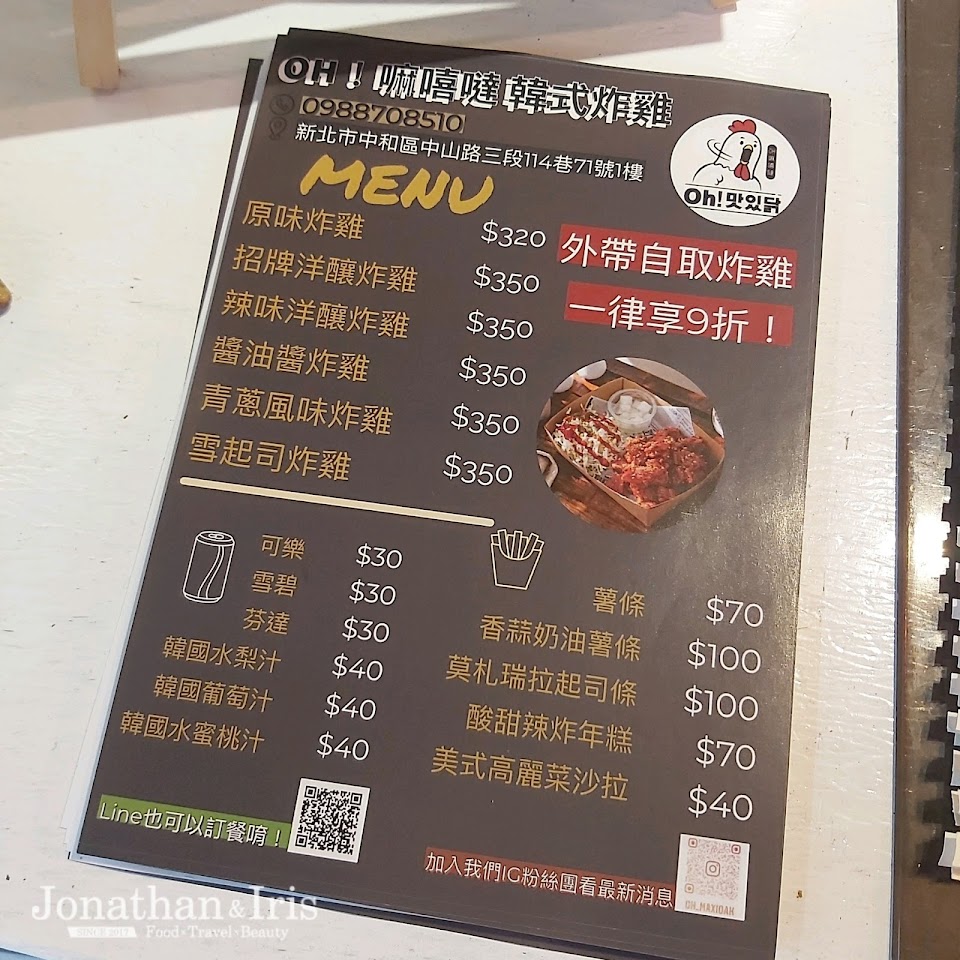 OH！嘛嘻噠 韓式炸雞
0988708510
新北市中和區中山路三段114巷71號1樓
Oh!맛있닭
MENU
原味炸雞 $320
招牌洋釀炸雞 $350
辣味洋釀炸雞 $350
醬油醬炸雞 $350
青蔥風味炸雞 $350
雪起司炸雞 $350
外帶自取炸雞
一律享9折！
可樂 $30
雪碧 $30
芬達 $30
韓國水梨汁 $40
韓國葡萄汁 $40
韓國水蜜桃汁 $40
薯條 $70
香蒜奶油薯條 $100
莫札瑞拉起司條 $100
酸甜辣炸年糕 $70
美式高麗菜沙拉 $40
Line也可以訂餐唷！
加入我們IG粉絲團看最新消息
OH_MAXIDAH
Jonathan & Iris
SINCE 2017 Food·Travel·Beauty